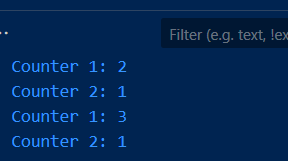 ..
Filter (e.g. text, !ex
Counter 1: 2
Counter 2: 1
Counter 1: 3
Counter 2: 1